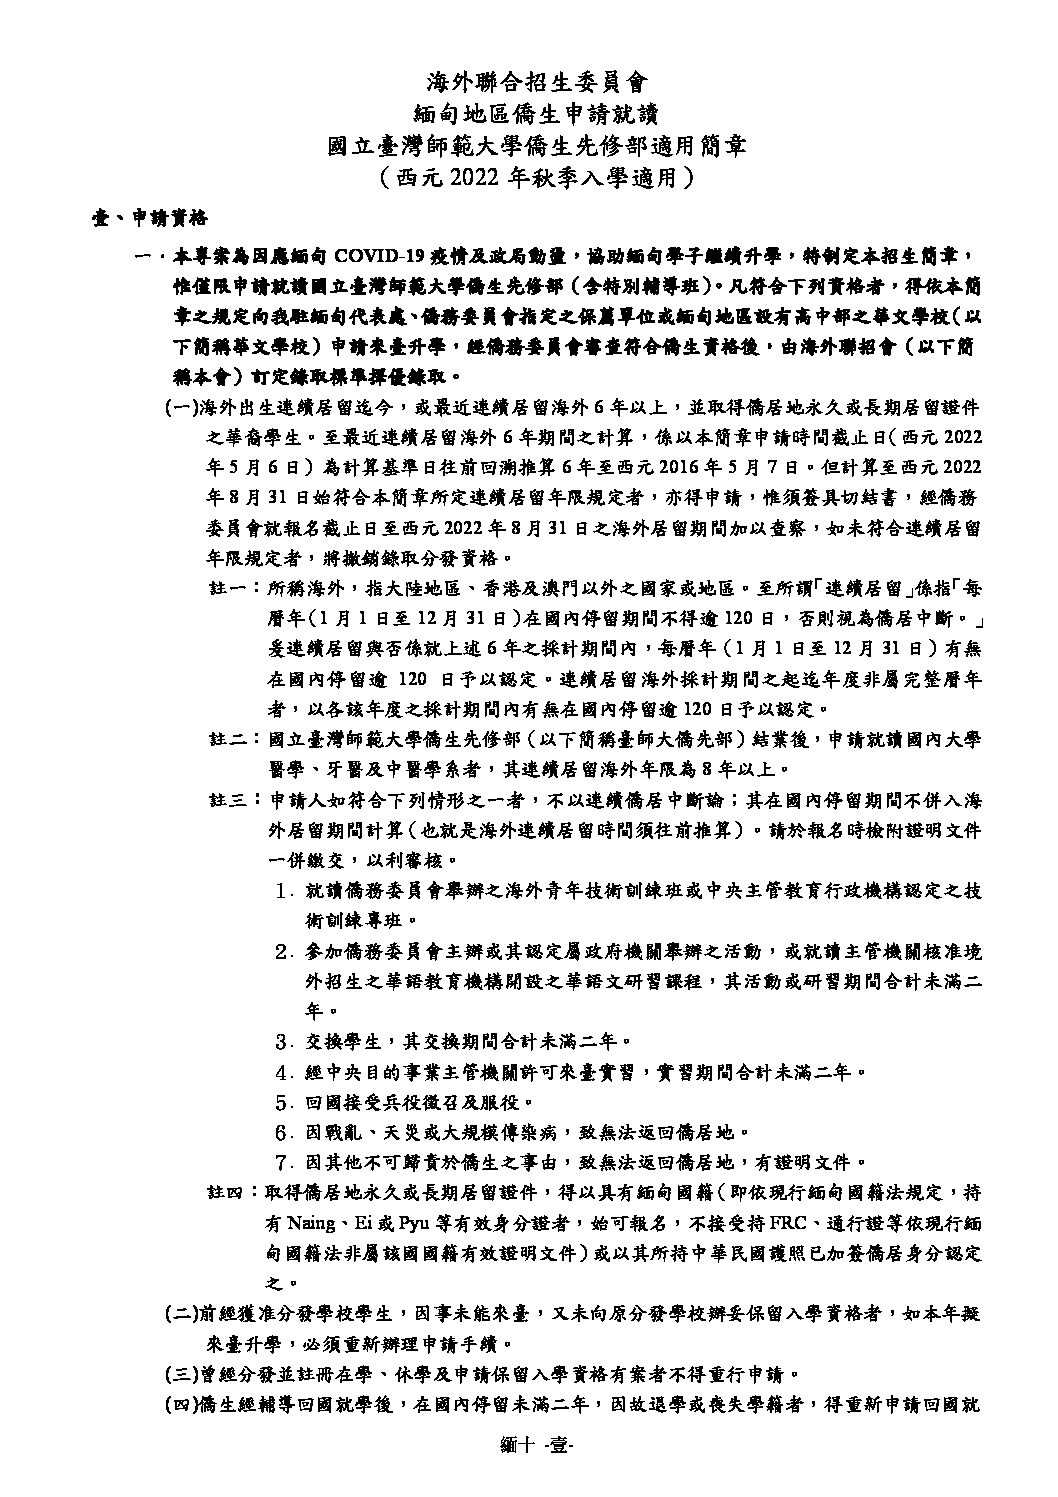 海外聯合招生委員會
緬甸地區僑生申請就讀
國立臺灣師範大學僑生先修部適用簡章
（西元 2022 年秋季入學適用）
壹、申請資格
一．本專案為因應緬甸 COVID-19 疫情及政局動盪，協助緬甸學子繼續升學，特制定本招生簡章，
惟僅限申請就讀國立臺灣師範大學僑生先修部（含特別輔導班）。凡符合下列資格者，得依本簡
章之規定向我駐緬甸代表處、僑務委員會指定之保薦單位或緬甸地區設有高中部之華文學校（以
下簡稱華文學校）申請來臺升學，經僑務委員會審查符合僑生資格後，由海外聯招會（以下簡
稱本會）訂定錄取標準擇優錄取。
(一)海外出生連續居留迄今，或最近連續居留海外 6 年以上，並取得僑居地永久或長期居留證件
之華裔學生。至最近連續居留海外 6 年期間之計算，係以本簡章申請時間截止日（西元 2022
年 5 月 6 日）為計算基準日往前回溯推算 6 年至西元 2016 年 5 月 7 日。但計算至西元 2022
年 8 月 31 日始符合本簡章所定連續居留年限規定者，亦得申請，惟須簽具切結書，經僑務
委員會就報名截止日至西元 2022 年 8 月 31 日之海外居留期間加以查察，如未符合連續居留
年限規定者，將撤銷錄取分發資格。
註一：所稱海外，指大陸地區、香港及澳門以外之國家或地區。至所謂「連續居留」係指「每
曆年（1 月 1 日至 12 月 31 日）在國內停留期間不得逾 120 日，否則視為僑居中斷。」
爰連續居留與否係就上述 6 年之採計期間內，每曆年（1 月 1 日至 12 月 31 日）有無
在國內停留逾 120 日予以認定。連續居留海外採計期間之起迄年度非屬完整曆年
者，以各該年度之採計期間內有無在國內停留逾 120 日予以認定。
註二：國立臺灣師範大學僑生先修部（以下簡稱臺師大僑先部）結業後，申請就讀國內大學
醫學、牙醫及中醫學系者，其連續居留海外年限為 8 年以上。
註三：申請人如符合下列情形之一者，不以連續僑居中斷論；其在國內停留期間不併入海
外居留期間計算（也就是海外連續居留時間須往前推算）。請於報名時檢附證明文件
一併繳交，以利審核。
1. 就讀僑務委員會舉辦之海外青年技術訓練班或中央主管教育行政機構認定之技
術訓練專班。
2. 參加僑務委員會主辦或其認定屬政府機關舉辦之活動，或就讀主管機關核准境
外招生之華語教育機構開設之華語文研習課程，其活動或研習期間合計未滿二
年。
3. 交換學生，其交換期間合計未滿二年。
4. 經中央目的事業主管機關許可來臺實習，實習期間合計未滿二年。
5. 回國接受兵役徵召及服役。
6. 因戰亂、天災或大規模傳染病，致無法返回僑居地。
7. 因其他不可歸責於僑生之事由，致無法返回僑居地，有證明文件。
註四：取得僑居地永久或長期居留證件，得以具有緬甸國籍（即依現行緬甸國籍法規定，持
有 Naing、Ei 或 Pyu 等有效身分證者，始可報名，不接受持 FRC、通行證等依現行緬
甸國籍法非屬該國國籍有效證明文件）或以其所持中華民國護照已加簽僑居身分認定
之。
(二)前經獲准分發學校學生，因事未能來臺，又未向原分發學校辦妥保留入學資格者，如本年擬
來臺升學，必須重新辦理申請手續。
(三)曾經分發並註冊在學、休學及申請保留入學資格有案者不得重行申請。
(四)僑生經輔導回國就學後，在國內停留未滿二年，因故退學或喪失學籍者，得重新申請回國就
緬十 -壹-